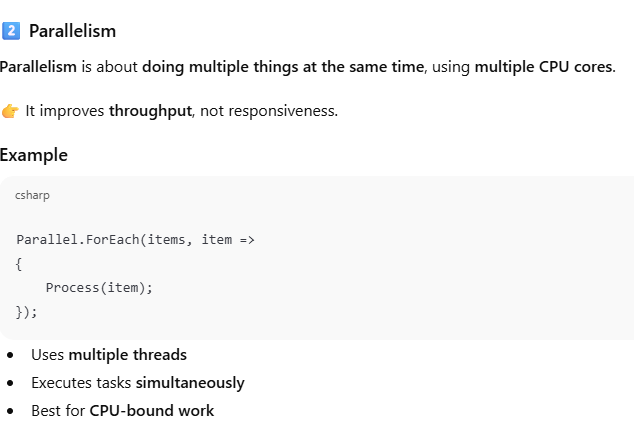 2️⃣ Parallelism
Parallelism is about doing multiple things at the same time, using multiple CPU cores.
👉 It improves throughput, not responsiveness.
Example
csharp
Parallel.ForEach(items, item =>
{
    Process(item);
});
• Uses multiple threads
• Executes tasks simultaneously
• Best for CPU-bound work